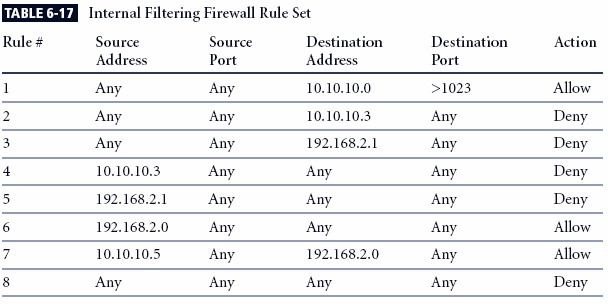 TABLE 6-17 Internal Filtering Firewall Rule Set
Rule # Source Address Source Port Destination Address Destination Port Action
1 Any Any 10.10.10.0 >1023 Allow
2 Any Any 10.10.10.3 Any Deny
3 Any Any 192.168.2.1 Any Deny
4 10.10.10.3 Any Any Any Deny
5 192.168.2.1 Any Any Any Deny
6 192.168.2.0 Any Any Any Allow
7 10.10.10.5 Any 192.168.2.0 Any Allow
8 Any Any Any Any Deny